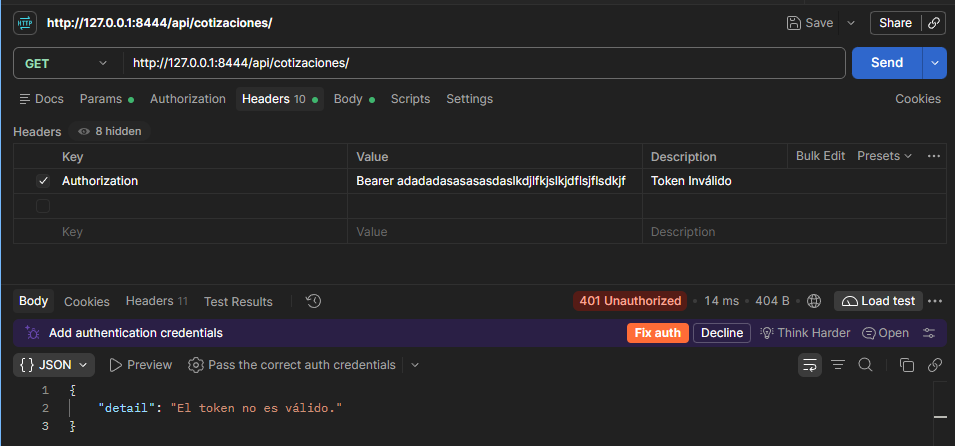 HTTP http://127.0.0.1:8444/api/cotizaciones/ Save Share
GET http://127.0.0.1:8444/api/cotizaciones/ Send
Docs Params Authorization Headers 10 Body Scripts Settings Cookies
Headers 8 hidden
Key Value Description Bulk Edit Presets
Authorization Bearer adadadasasasasdaslkdjlfkjslkjdflsjflsdkjf Token Inválido
Key Value Description
Body Cookies Headers 11 Test Results 401 Unauthorized • 14 ms • 404 B • Load test
Add authentication credentials Fix auth Decline Think Harder Open
{} JSON Preview Pass the correct auth credentials
1 {
2 "detail": "El token no es válido."
3 }